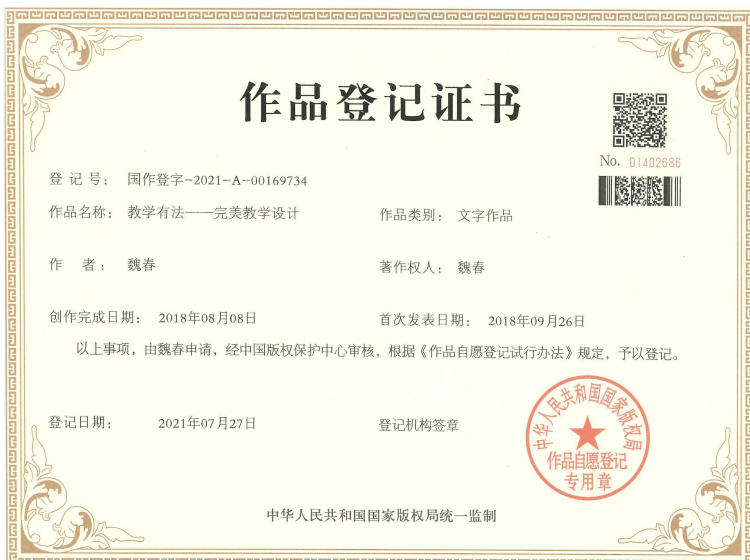 作品登记证书
No. 01402686
登 记 号： 国作登字-2021-A-00169734
作品名称： 教学有法——完美教学设计
作品类别： 文字作品
作 者： 魏春
著作权人： 魏春
创作完成日期： 2018年08月08日
首次发表日期： 2018年09月26日
以上事项，由魏春申请，经中国版权保护中心审核，根据《作品自愿登记试行办法》规定，予以登记。
登记日期： 2021年07月27日
登记机构签章
中华人民共和国国家版权局
作品自愿登记
专用章
中华人民共和国国家版权局统一监制